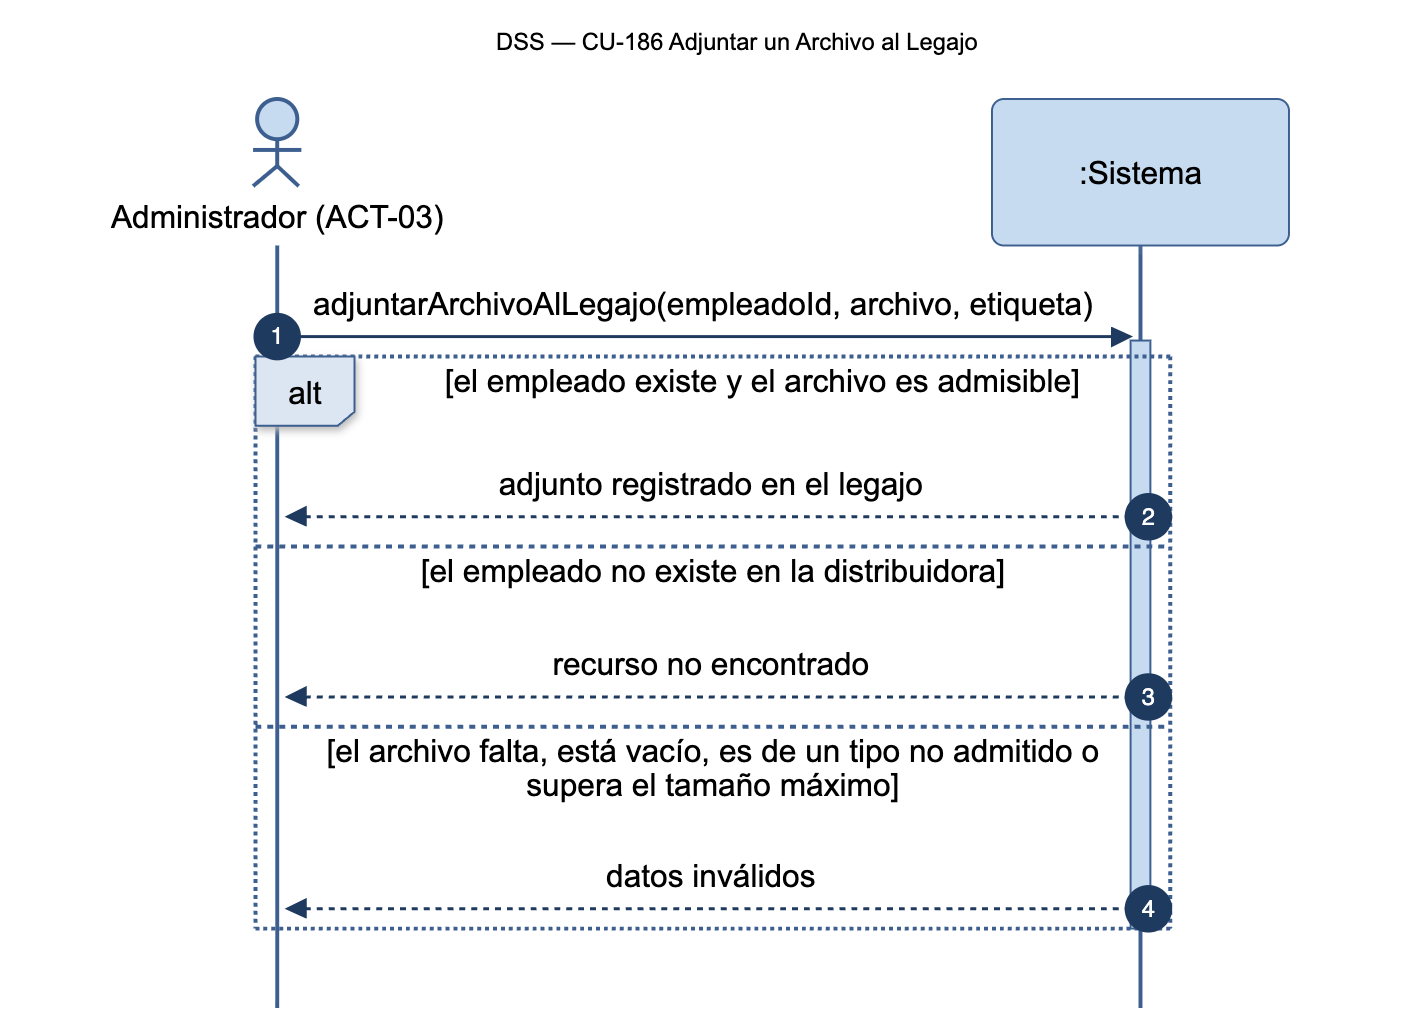 DSS — CU-186 Adjuntar un Archivo al Legajo
:Sistema
Administrador (ACT-03)
adjuntarArchivoAlLegajo(empleadoId, archivo, etiqueta)
1
alt
[el empleado existe y el archivo es admisible]
adjunto registrado en el legajo
2
[el empleado no existe en la distribuidora]
recurso no encontrado
3
[el archivo falta, está vacío, es de un tipo no admitido o
supera el tamaño máximo]
datos inválidos
4